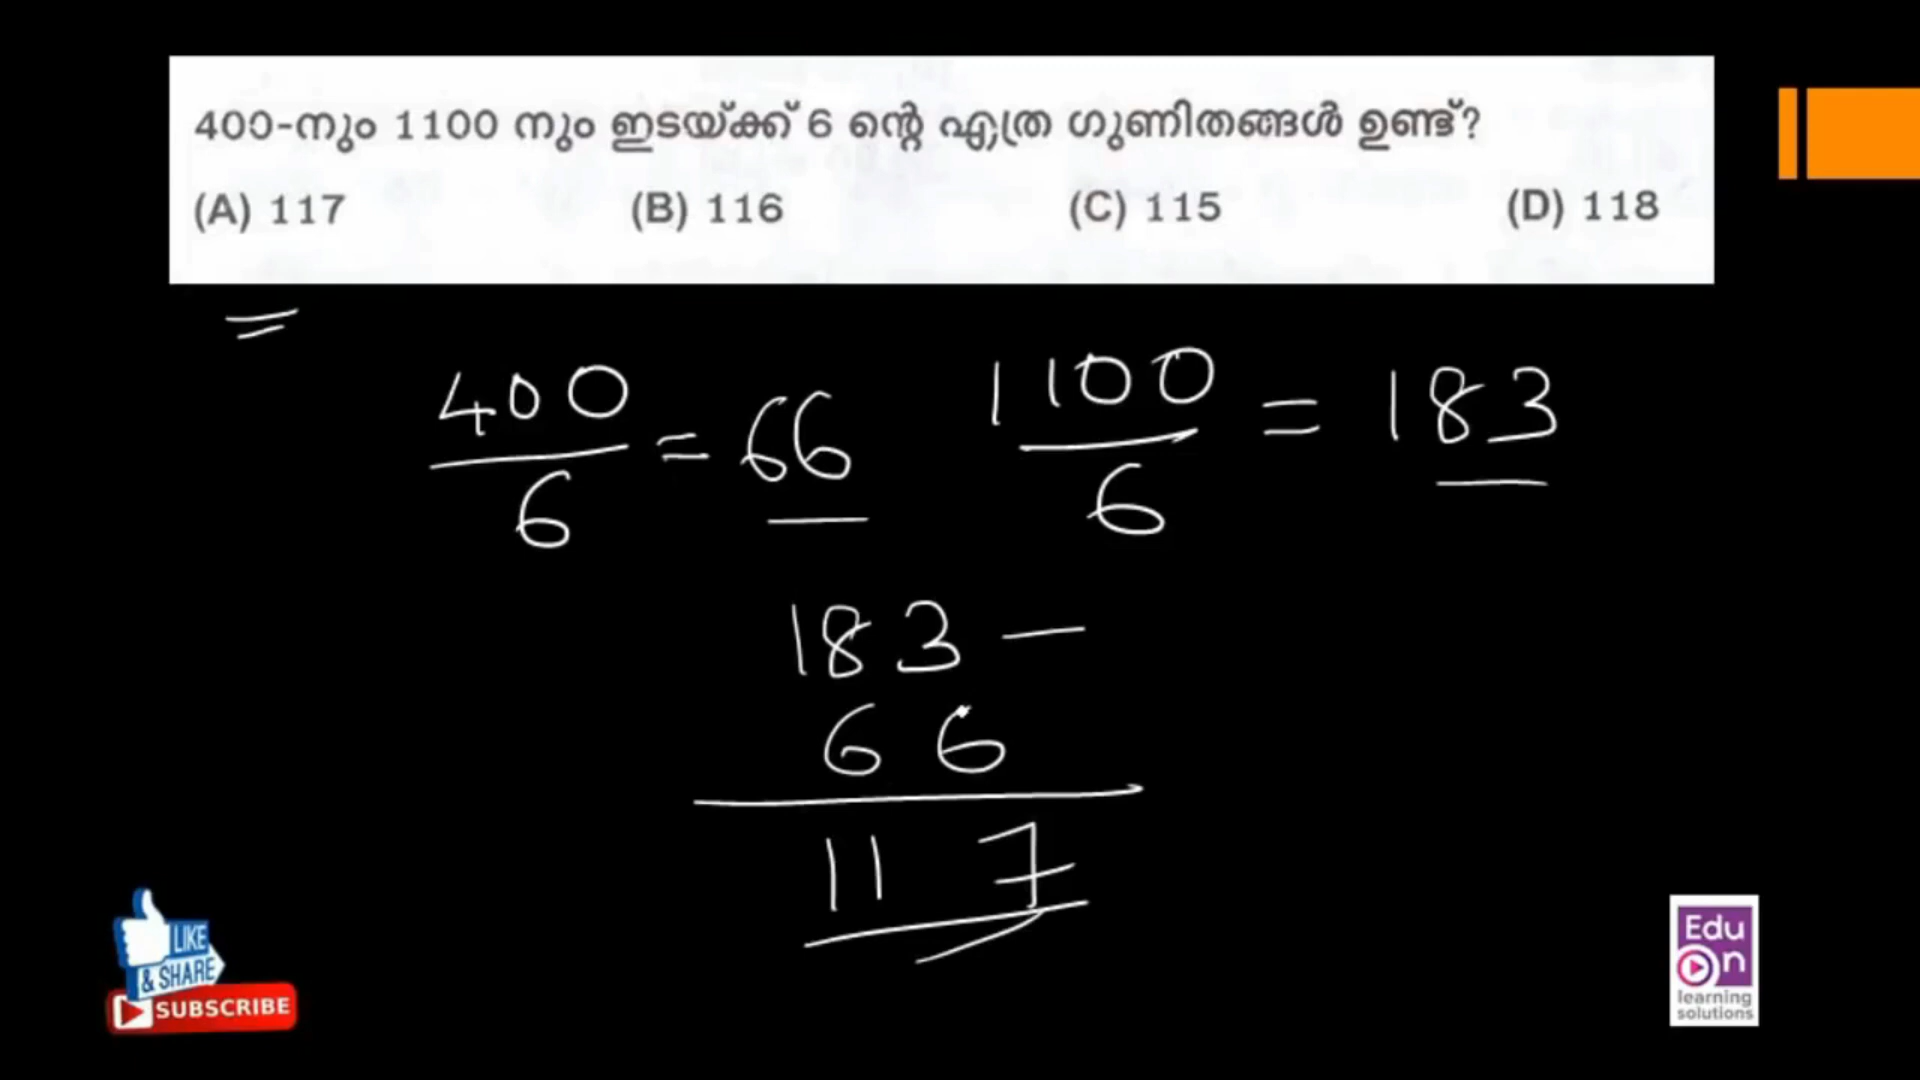 400-നും 1100 നും ഇടയ്ക്ക് 6 ന്റെ എത്ര ഗുണിതങ്ങൾ ഉണ്ട്?
(A) 117 (B) 116 (C) 115 (D) 118
400/6 = 66 1100/6 = 183
183 —
66
117
LIKE
& SHARE
SUBSCRIBE
Edu
On
learning
solutions